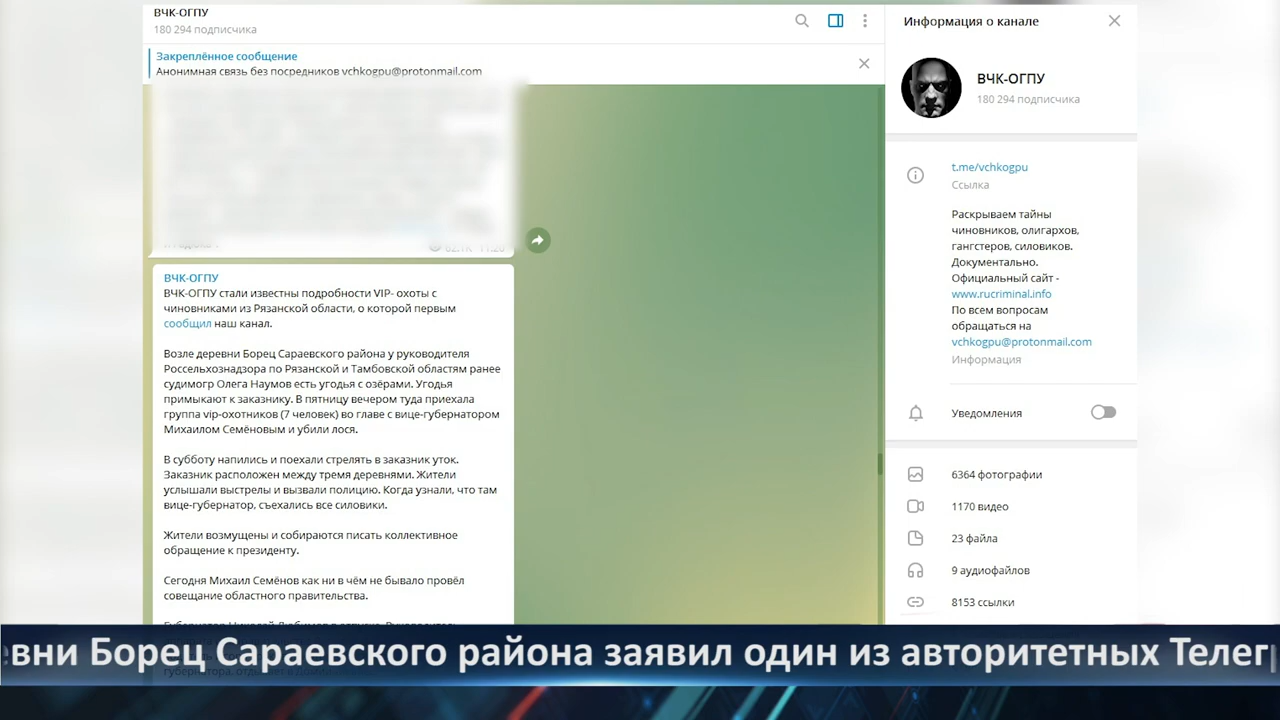 ВЧК-ОГПУ
180 294 подписчика
Закреплённое сообщение
Анонимная связь без посредников vchkogpu@protonmail.com
62.1K 11:20
ВЧК-ОГПУ
ВЧК-ОГПУ стали известны подробности VIP- охоты с
чиновниками из Рязанской области, о которой первым
сообщил наш канал.
Возле деревни Борец Сараевского района у руководителя
Россельхознадзора по Рязанской и Тамбовской областям ранее
судимогр Олега Наумов есть угодья с озёрами. Угодья
примыкают к заказнику. В пятницу вечером туда приехала
группа vip-охотников (7 человек) во главе с вице-губернатором
Михаилом Семёновым и убили лося.
В субботу напились и поехали стрелять в заказник уток.
Заказник расположен между тремя деревнями. Жители
услышали выстрелы и вызвали полицию. Когда узнали, что там
вице-губернатор, съехались все силовики.
Жители возмущены и собираются писать коллективное
обращение к президенту.
Сегодня Михаил Семёнов как ни в чём не бывало провёл
совещание областного правительства.
Информация о канале
ВЧК-ОГПУ
180 294 подписчика
t.me/vchkogpu
Ссылка
Раскрываем тайны
чиновников, олигархов,
гангстеров, силовиков.
Документально.
Официальный сайт -
www.rucriminal.info
По всем вопросам
обращаться на
vchkogpu@protonmail.com
Информация
Уведомления
6364 фотографии
1170 видео
23 файла
9 аудиофайлов
8153 ссылки
евни Борец Сараевского района заявил один из авторитетных Телег